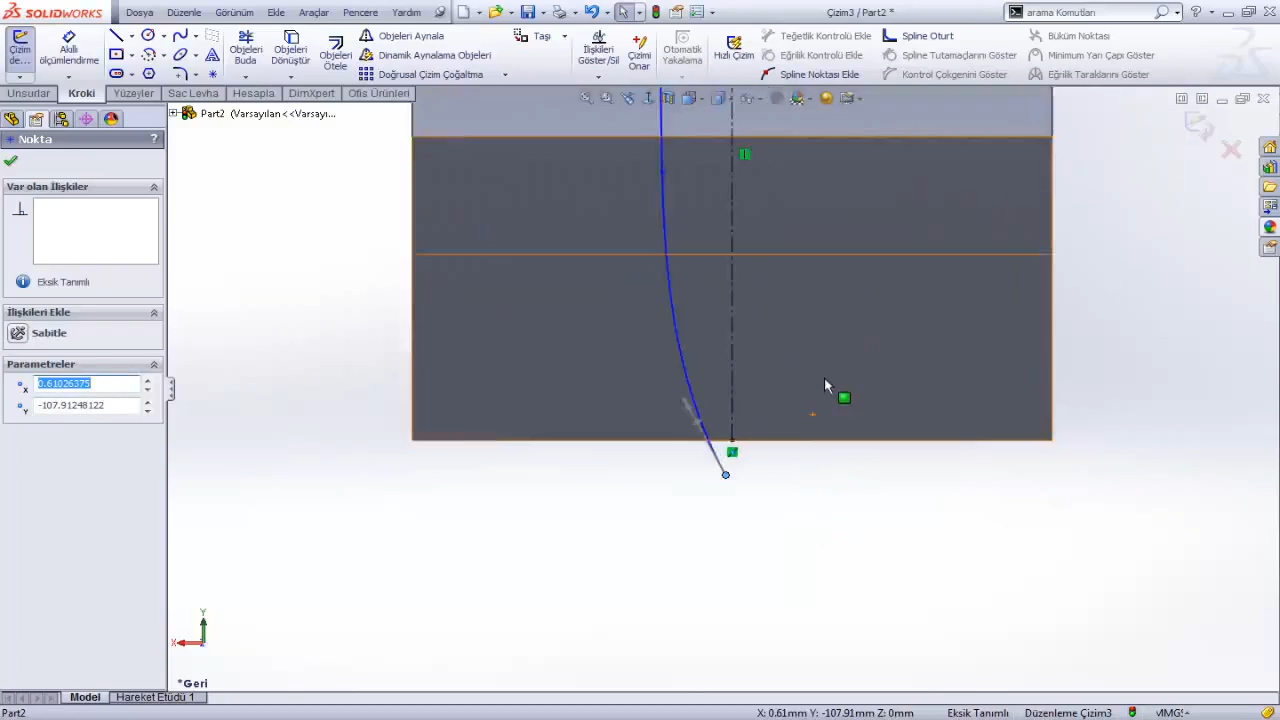 SOLIDWORKS
Dosya Düzenle Görünüm Ekle Araçlar Pencere Yardım
Çizim3 / Part2 *
arama Komutları
Çizim de...
Akıllı ölçümlendirme
Objeleri Buda
Objeleri Dönüştür
Objeleri Ötele
Objeleri Aynala
Dinamik Aynalama Objeleri
Doğrusal Çizim Çoğaltma
Taşı
İlişkileri Göster/Sil
Çizimi Onar
Otomatik Yakalama
Hızlı Çizim
Teğetlik Kontrolü Ekle
Eğrilik Kontrolü Ekle
Spline Noktası Ekle
Spline Oturt
Spline Tutamaçlarını Göster
Kontrol Çokgenini Göster
Büküm Noktası
Minimum Yarı Çapı Göster
Eğrilik Taraklarını Göster
Unsurlar Kroki Yüzeyler Sac Levha Hesapla DimXpert Ofis Ürünleri
Part2 (Varsayılan <<Varsayı...
Nokta
?
Var olan İlişkiler
Eksik Tanımlı
İlişkileri Ekle
Sabitle
Parametreler
0.61026375
-107.91248122
Y
X
*Geri
Model Hareket Etüdü 1
Part2
X: 0.61mm Y: -107.91mm Z: 0mm Eksik Tanımlı Düzenleme Çizim3